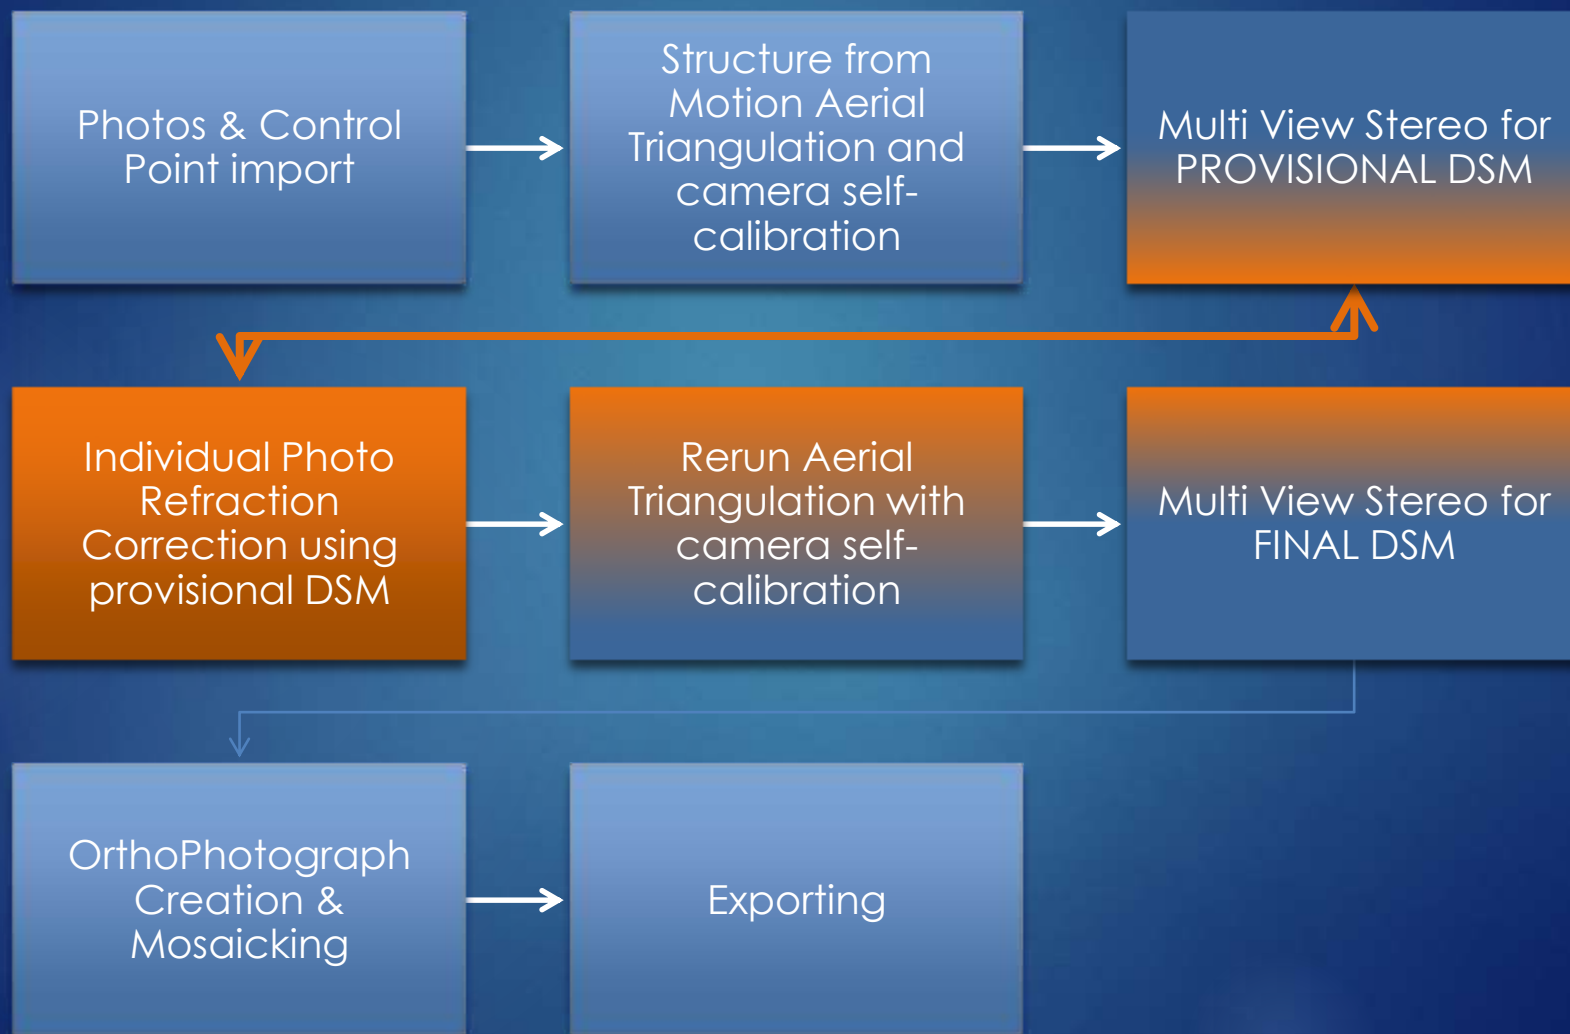 Photos & Control
Point import
Structure from
Motion Aerial
Triangulation and
camera self-
calibration
Multi View Stereo for
PROVISIONAL DSM
Individual Photo
Refraction
Correction using
provisional DSM
Rerun Aerial
Triangulation with
camera self-
calibration
Multi View Stereo for
FINAL DSM
OrthoPhotograph
Creation &
Mosaicking
Exporting